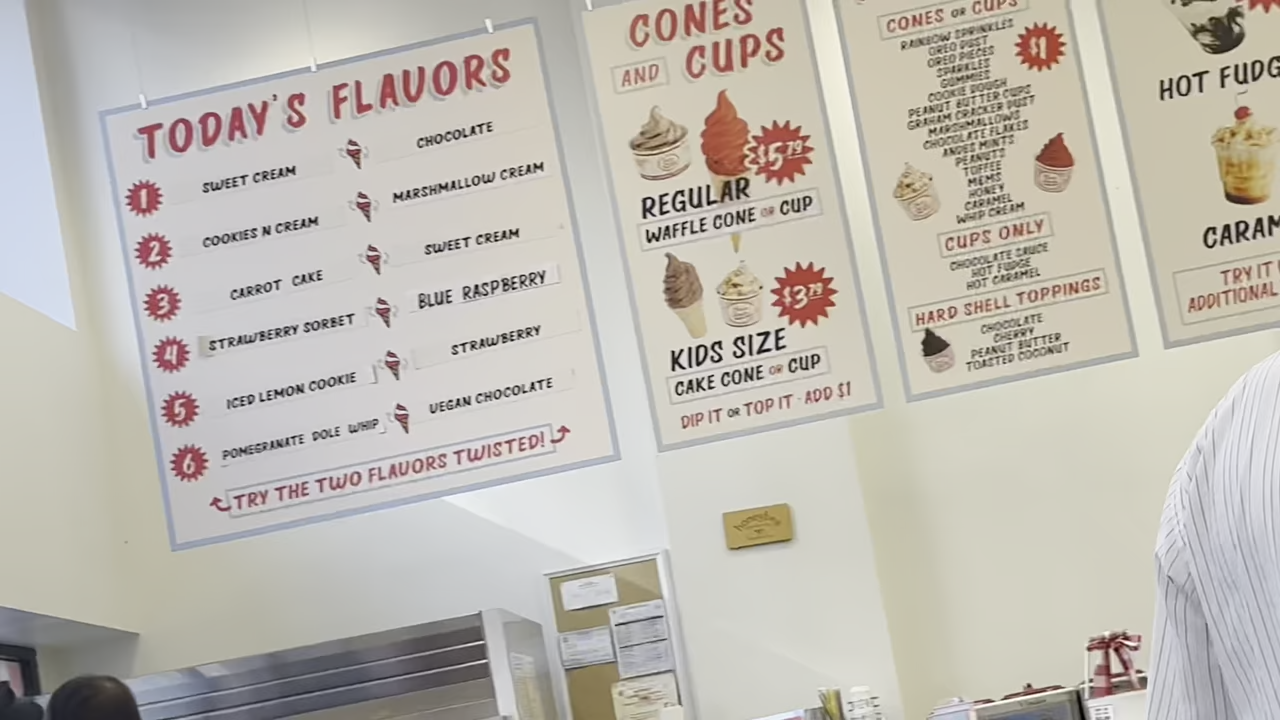 TODAY'S FLAVORS
1 SWEET CREAM CHOCOLATE
2 COOKIES N CREAM MARSHMALLOW CREAM
3 CARROT CAKE SWEET CREAM
4 STRAWBERRY SORBET BLUE RASPBERRY
5 ICED LEMON COOKIE STRAWBERRY
6 POMEGRANATE DOLE WHIP VEGAN CHOCOLATE
TRY THE TWO FLAVORS TWISTED!
CONES
AND CUPS
$5.79
REGULAR
WAFFLE CONE OR CUP
$3.79
KIDS SIZE
CAKE CONE OR CUP
DIP IT OR TOP IT - ADD $1
CONES OR CUPS
$1
RAINBOW SPRINKLES
OREO DUST
OREO PIECES
SPARKLES
GUMMIES
COOKIE DOUGH
PEANUT BUTTER CUPS
GRAHAM CRACKER DUST
MARSHMALLOWS
CHOCOLATE FLAKES
ANDES MINTS
PEANUTS
TOFFEE
MEMS
HONEY
CARAMEL
WHIP CREAM
CUPS ONLY
CHOCOLATE SAUCE
HOT FUDGE
HOT CARAMEL
HARD SHELL TOPPINGS
CHOCOLATE
CHERRY
PEANUT BUTTER
TOASTED COCONUT
HOT FUDG
CARAM
TRY IT
ADDITIONAL